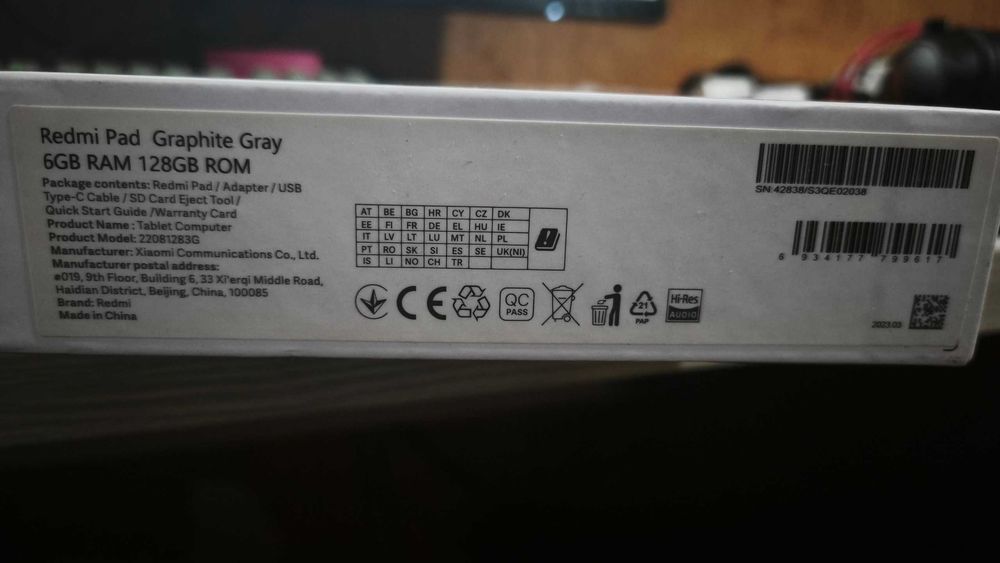 Redmi Pad Graphite Gray
6GB RAM 128GB ROM
Package contents: Redmi Pad / Adapter / USB
Type-C Cable / SD Card Eject Tool /
Quick Start Guide /Warranty Card
Product Name : Tablet Computer
Product Model: 22081283G
Manufacturer: Xiaomi Communications Co., Ltd.
Manufacturer postal address:
#019, 9th Floor, Building 6, 33 Xi'erqi Middle Road,
Haidian District, Beijing, China, 100085
Brand: Redmi
Made in China
AT BE BG HR CY CZ DK
EE FI FR DE EL HU IE
IT LV LT LU MT NL PL
PT RO SK SI ES SE UK(NI)
IS LI NO CH TR
CE
QC
PASS
21
PAP
Hi-Res
AUDIO
SN:42838/S3QE02038
6 934177 799617
2023.03